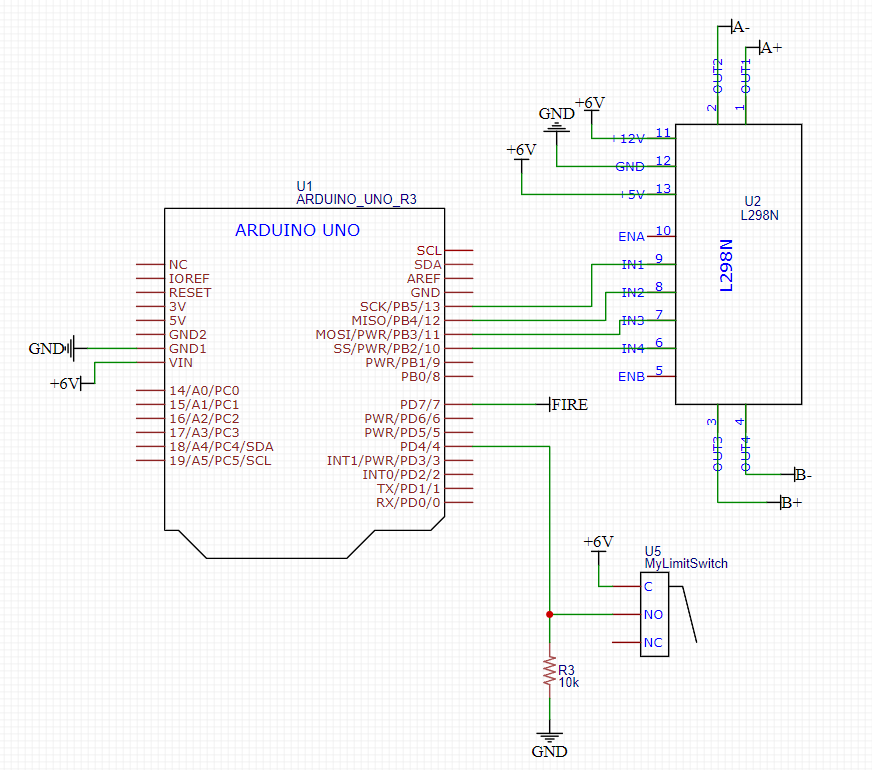 A-
A+
OUT2
OUT1
2
1
+6V
GND
+12V 11
+6V
GND 12
+5V 13
U1
ARDUINO_UNO_R3
U2
L298N
ARDUINO UNO
ENA 10
L298N
SCL
NC
SDA
IN1 9
IOREF
AREF
RESET
GND
IN2 8
3V
SCK/PB5/13
5V
MISO/PB4/12
IN3 7
GND2
MOSI/PWR/PB3/11
GND
GND1
SS/PWR/PB2/10
IN4 6
VIN
PWR/PB1/9
+6V
PB0/8
ENB 5
14/A0/PC0
15/A1/PC1
PD7/7
FIRE
16/A2/PC2
PWR/PD6/6
3
4
17/A3/PC3
PWR/PD5/5
18/A4/PC4/SDA
PD4/4
OUT3
OUT4
19/A5/PC5/SCL
INT1/PWR/PD3/3
INT0/PD2/2
B-
TX/PD1/1
RX/PD0/0
B+
+6V
U5
MyLimitSwitch
C
NO
NC
R3
10k
GND